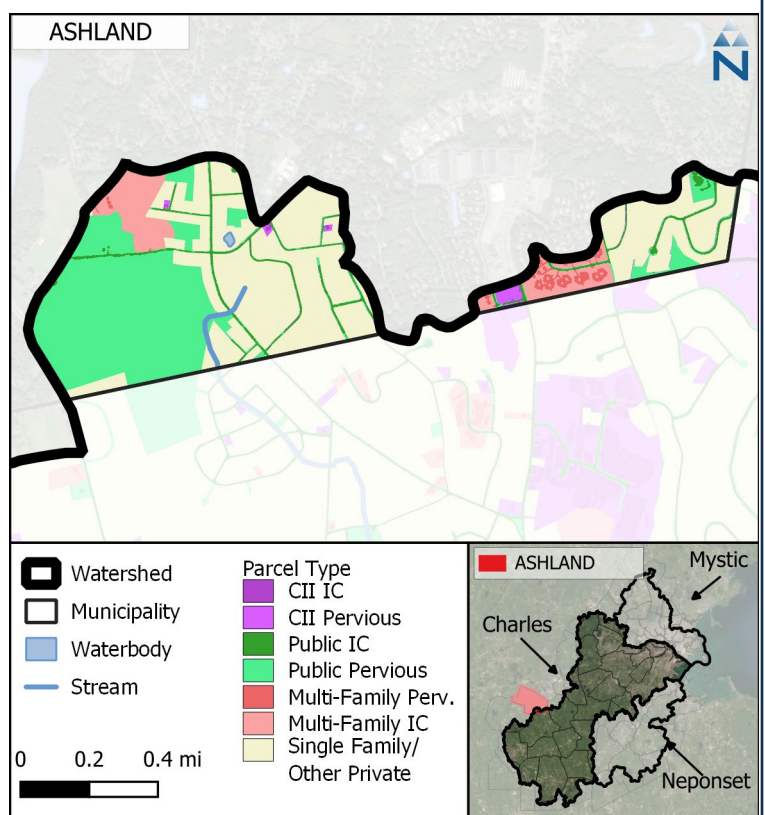 ASHLAND
N
Watershed
Municipality
Waterbody
Stream
0 0.2 0.4 mi
Parcel Type
CII IC
CII Pervious
Public IC
Public Pervious
Multi-Family Perv.
Multi-Family IC
Single Family/
Other Private
ASHLAND
Mystic
Charles
Neponset